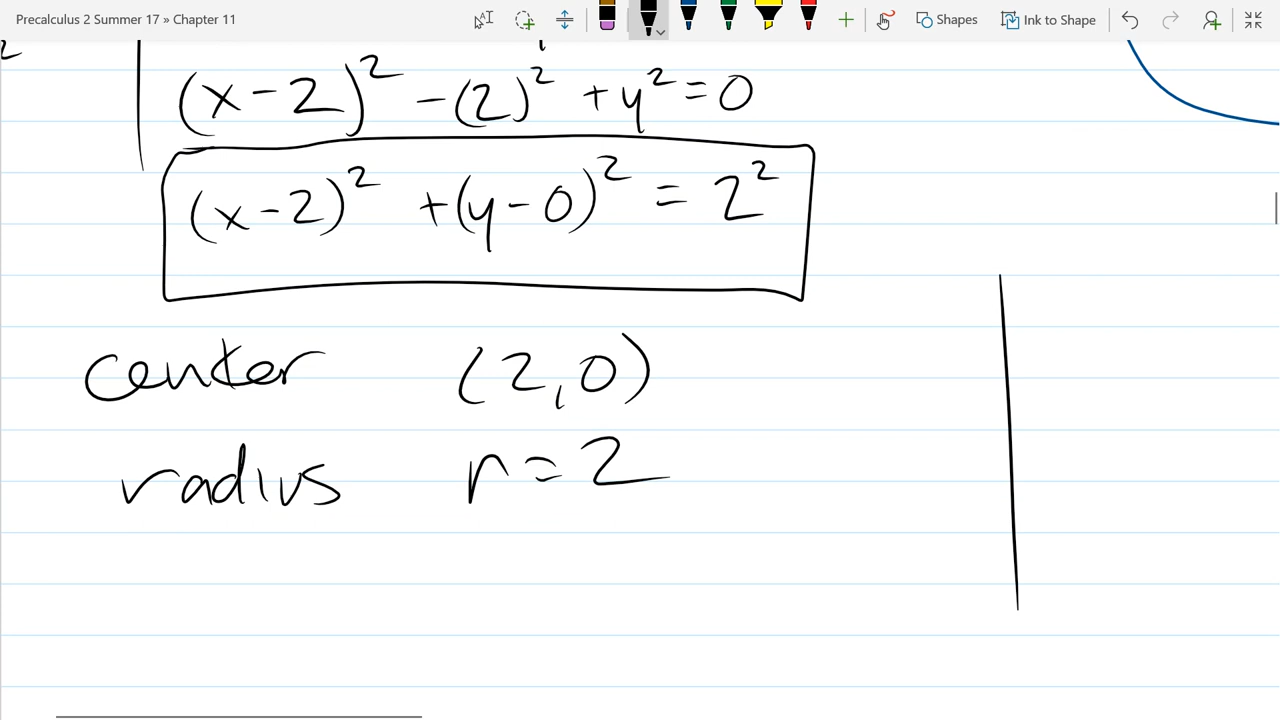 Precalculus 2 Summer 17 » Chapter 11
Shapes
Ink to Shape
2
(x-2)² -(2)² +y²=0
(x-2)² +(y-0)² = 2²
center (2,0)
radius r=2